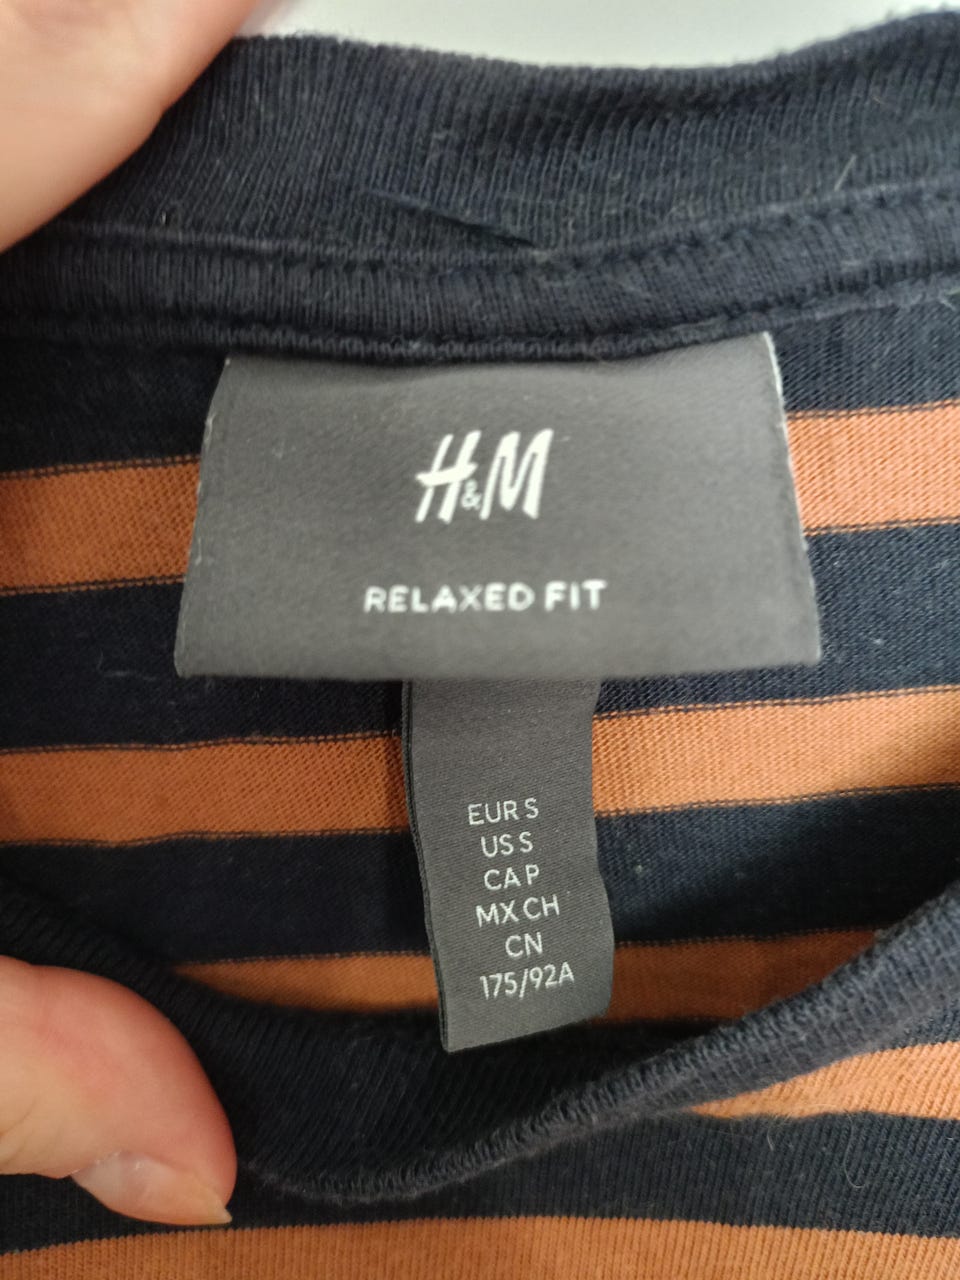 H&M
RELAXED FIT
EUR S
US S
CA P
MX CH
CN
175/92A